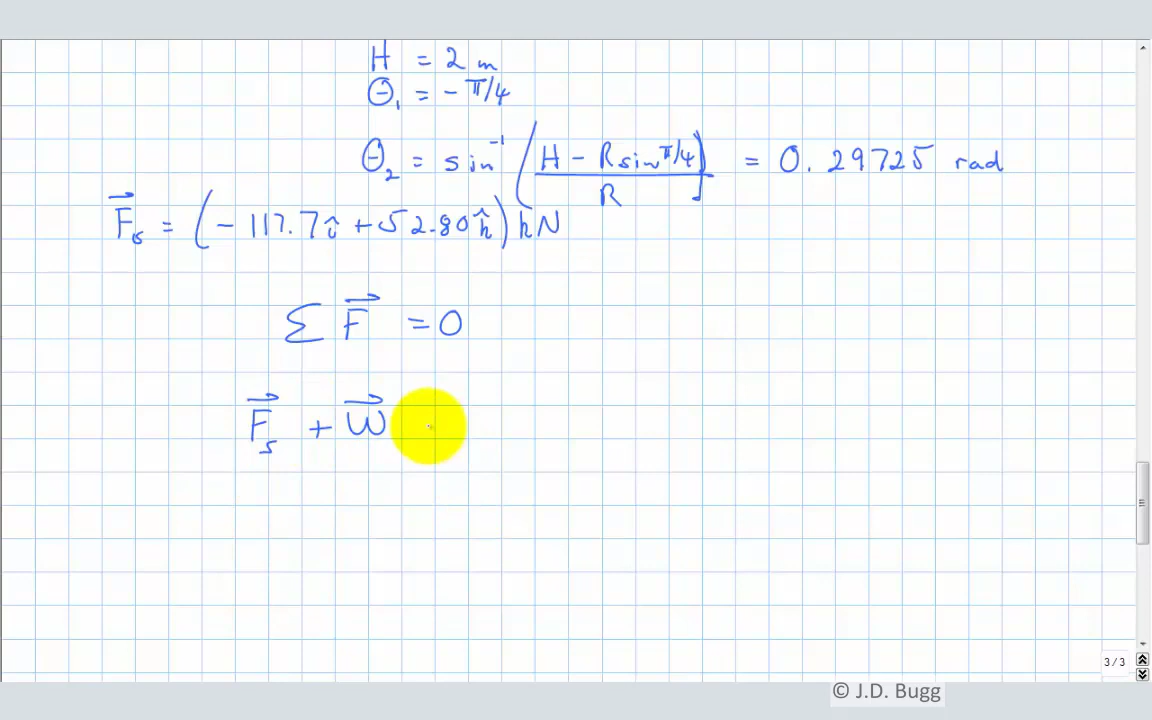 H = 2 m
Θ₁ = - π/4
Θ₂ = sin⁻¹ ( (H - R sin π/4) / R ) = 0.29725 rad
F⃗ₛ = (- 117.7 î + 52.80 k̂) kN
Σ F⃗ = 0
F⃗ₛ + W⃗
3 / 3
© J.D. Bugg